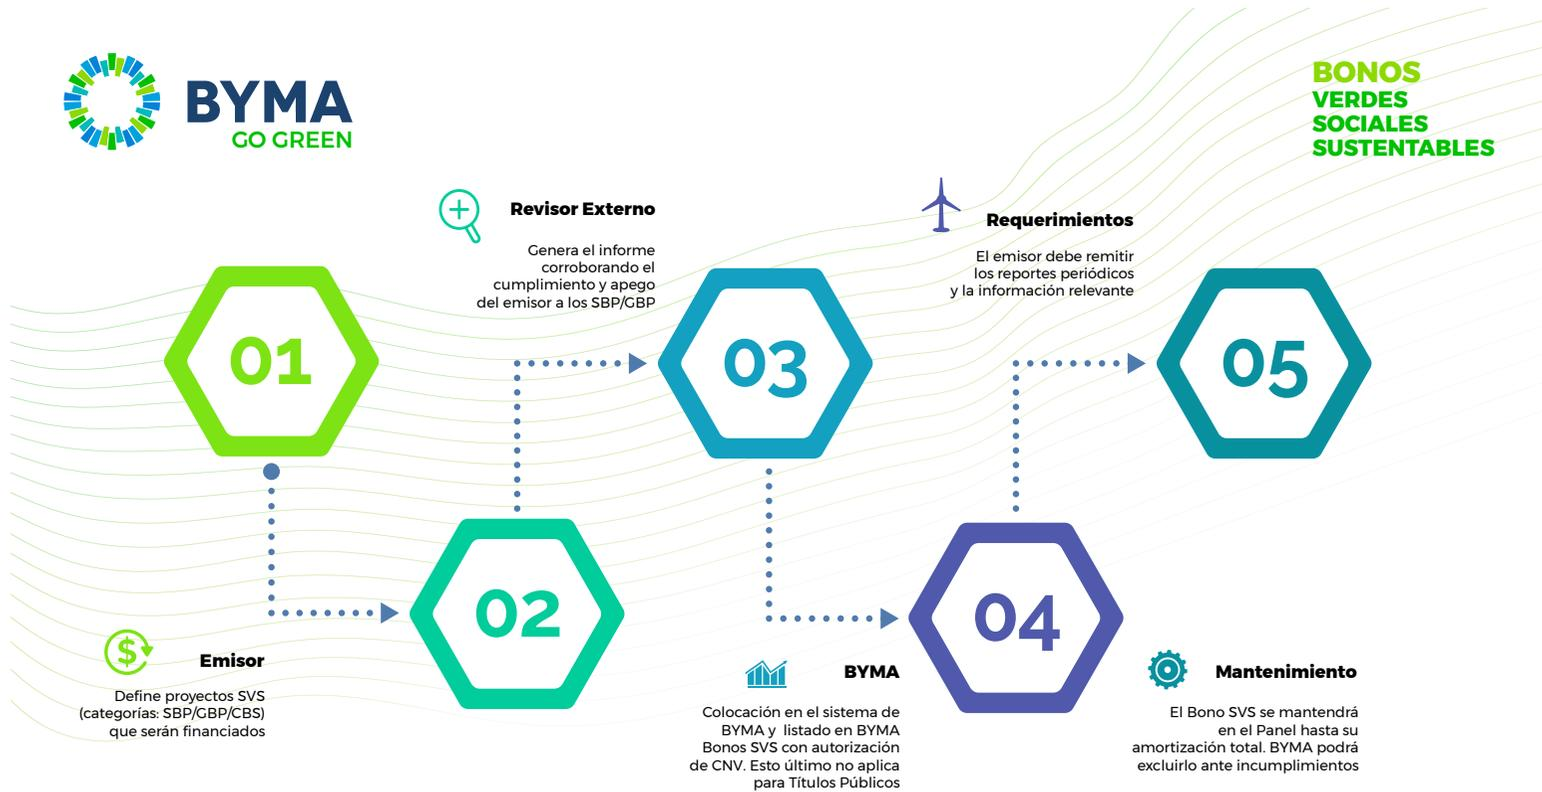 BYMA
GO GREEN
BONOS
VERDES
SOCIALES
SUSTENTABLES
01
Emisor
Define proyectos SVS
(categorías: SBP/GBP/CBS)
que serán financiados
02
Revisor Externo
Genera el informe
corroborando el
cumplimiento y apego
del emisor a los SBP/GBP
03
BYMA
Colocación en el sistema de
BYMA y  listado en BYMA
Bonos SVS con autorización
de CNV. Esto último no aplica
para Títulos Públicos
04
Requerimientos
El emisor debe remitir
los reportes periódicos
y la información relevante
05
Mantenimiento
El Bono SVS se mantendrá
en el Panel hasta su
amortización total. BYMA podrá
excluirlo ante incumplimientos